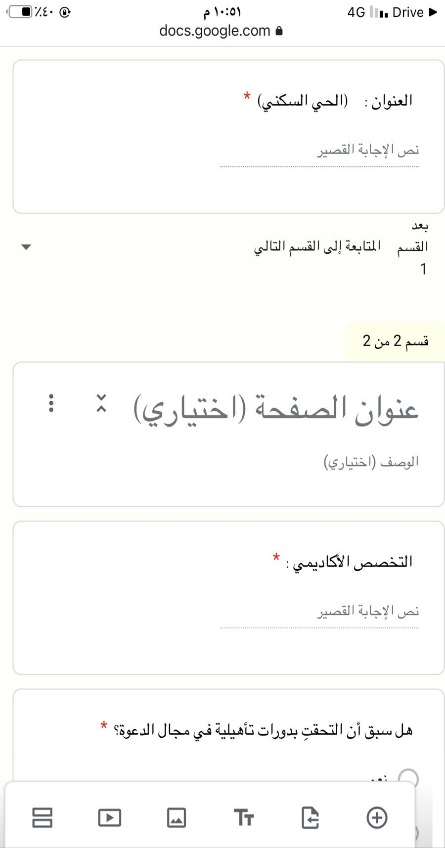 ٪٤٠ ١٠:٥١ م 4G Drive
docs.google.com
العنوان : (الحي السكني) *
نص الإجابة القصير
بعد
القسم المتابعة إلى القسم التالي
1
قسم 2 من 2
عنوان الصفحة (اختياري)
الوصف (اختياري)
التخصص الأكاديمي : *
نص الإجابة القصير
هل سبق أن التحقتِ بدورات تأهيلية في مجال الدعوة؟ *
Tт